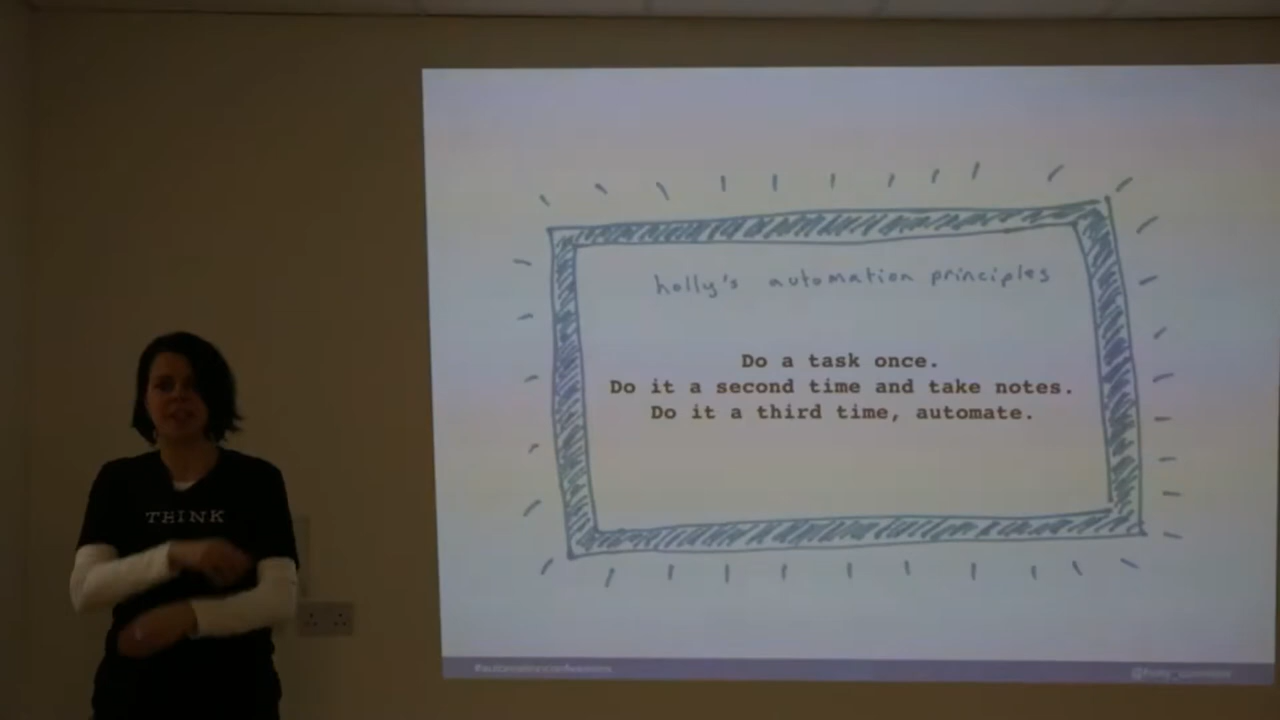 holly's automation principles
Do a task once.
Do it a second time and take notes.
Do it a third time, automate.
THINK